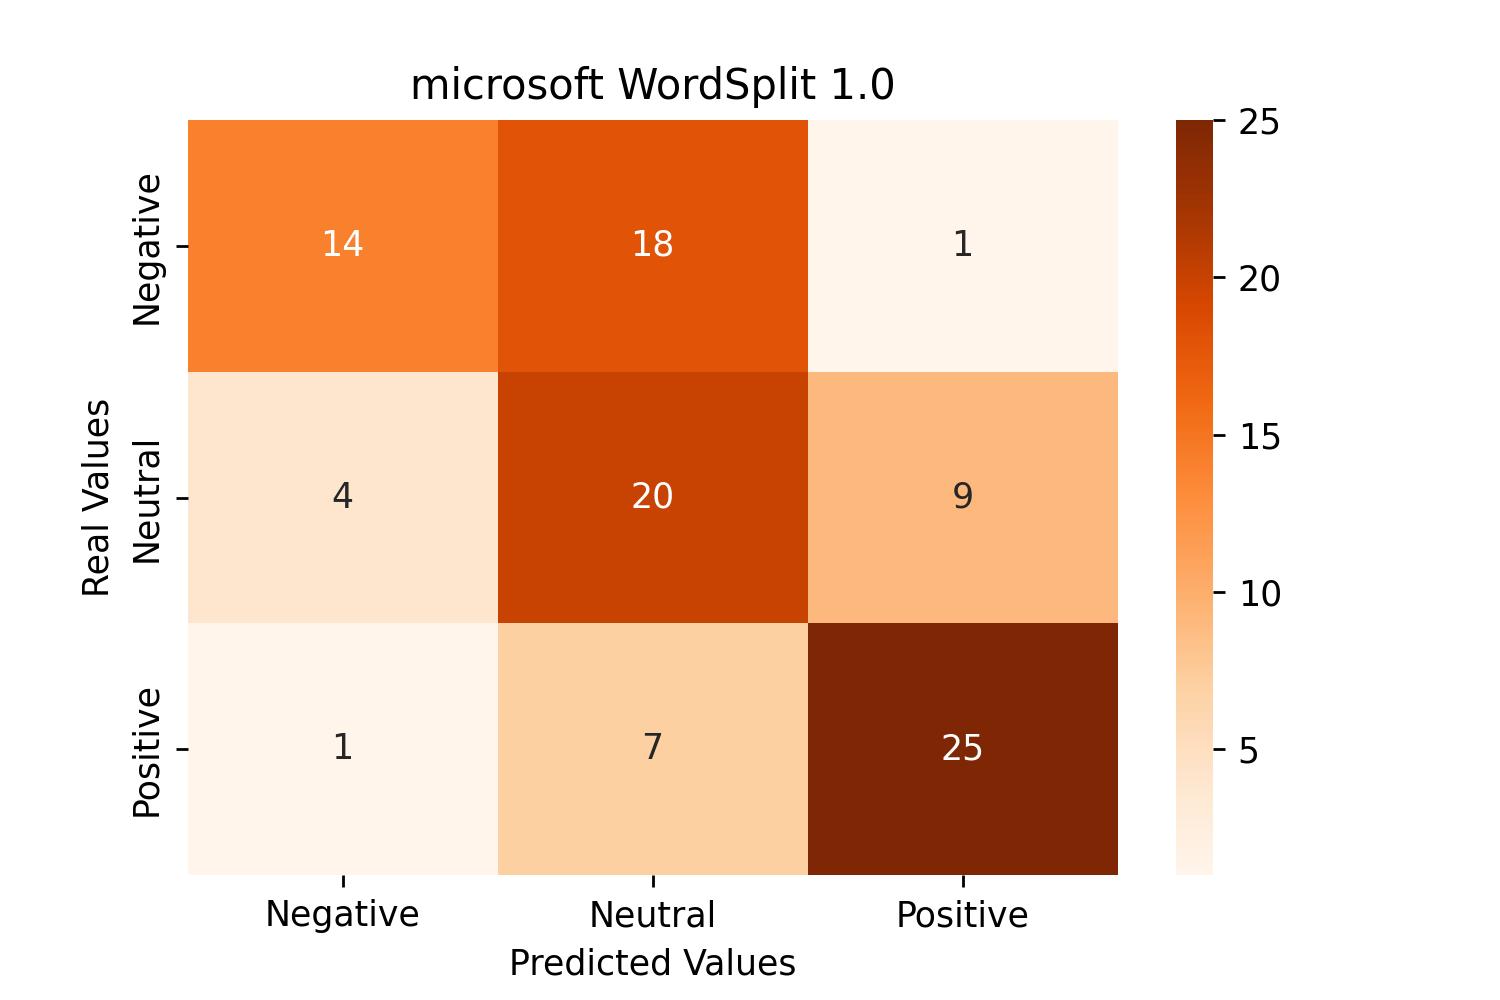 microsoft WordSplit 1.0
Real Values
Negative
14 18 1
Neutral
4 20 9
Positive
1 7 25
Negative Neutral Positive
Predicted Values
25
20
15
10
5